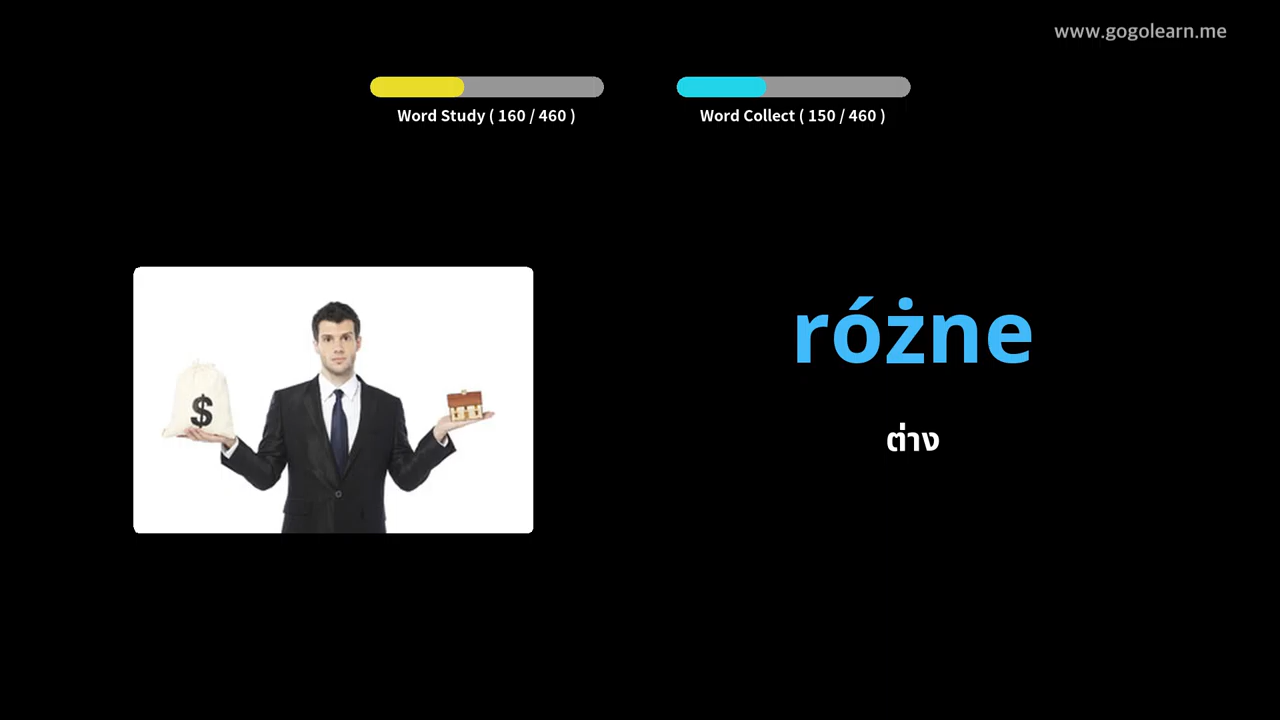 www.gogolearn.me
Word Study ( 160 / 460 )
Word Collect ( 150 / 460 )
$
różne
ต่าง